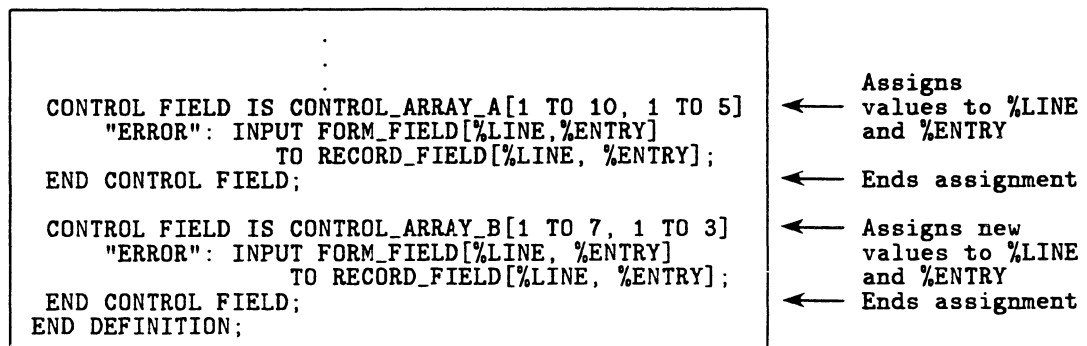 .
.
.
CONTROL FIELD IS CONTROL_ARRAY_A[1 TO 10, 1 TO 5]
"ERROR": INPUT FORM_FIELD[%LINE,%ENTRY]
TO RECORD_FIELD[%LINE, %ENTRY];
END CONTROL FIELD;
CONTROL FIELD IS CONTROL_ARRAY_B[1 TO 7, 1 TO 3]
"ERROR": INPUT FORM_FIELD[%LINE, %ENTRY]
TO RECORD_FIELD[%LINE, %ENTRY];
END CONTROL FIELD;
END DEFINITION;
Assigns
values to %LINE
and %ENTRY
Ends assignment
Assigns new
values to %LINE
and %ENTRY
Ends assignment